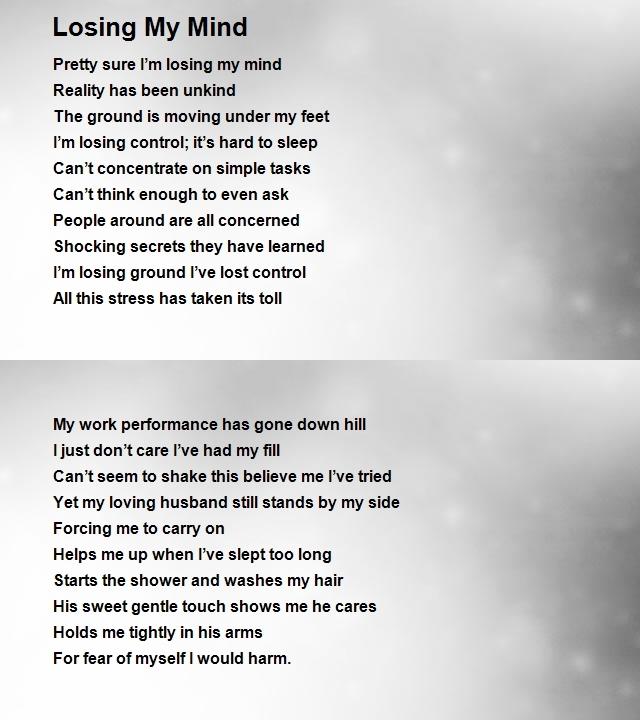 Losing My Mind
Pretty sure I’m losing my mind
Reality has been unkind
The ground is moving under my feet
I’m losing control; it’s hard to sleep
Can’t concentrate on simple tasks
Can’t think enough to even ask
People around are all concerned
Shocking secrets they have learned
I’m losing ground I’ve lost control
All this stress has taken its toll
My work performance has gone down hill
I just don’t care I’ve had my fill
Can’t seem to shake this believe me I’ve tried
Yet my loving husband still stands by my side
Forcing me to carry on
Helps me up when I’ve slept too long
Starts the shower and washes my hair
His sweet gentle touch shows me he cares
Holds me tightly in his arms
For fear of myself I would harm.